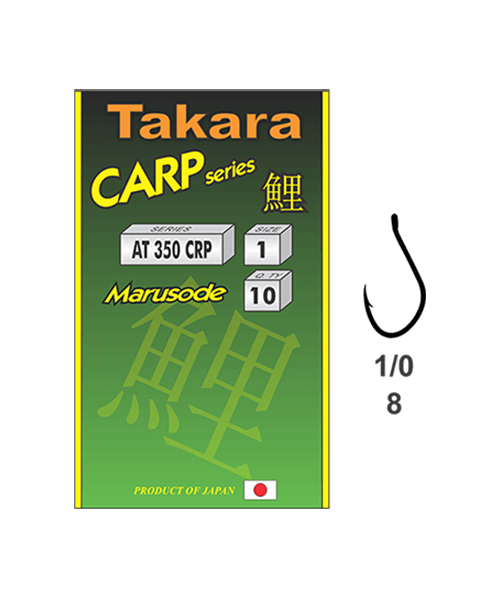 Takara
CARP series
鯉
SERIES
AT 350 CRP
SIZE
1
Marusode
Q.TY
10
鯉
PRODUCT OF JAPAN
1/0
8